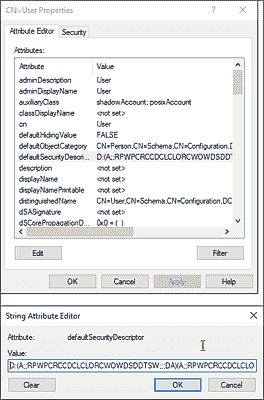 CN=User Properties
? ×
Attribute Editor Security
Attributes:
Attribute Value
adminDescription User
adminDisplayName User
auxiliaryClass shadowAccount; posixAccount
classDisplayName <not set>
cn User
defaultHidingValue FALSE
defaultObjectCategory CN=Person,CN=Schema,CN=Configuration,D
defaultSecurityDescri... D:(A;;RPWPCRCCDCLCLORCWOWDSDDT
description <not set>
displayName <not set>
displayNamePrintable <not set>
distinguishedName CN=User,CN=Schema,CN=Configuration,DC
dSASignature <not set>
dSCorePropagationD... 0x0 = ( )
Edit Filter
OK Cancel Apply Help
String Attribute Editor ×
Attribute: defaultSecurityDescriptor
Value:
D:(A;;RPWPCRCCDCLCLORCWOWDSDDTSW;;;DA)(A;;RPWPCRCCDCLCLO
Clear OK Cancel